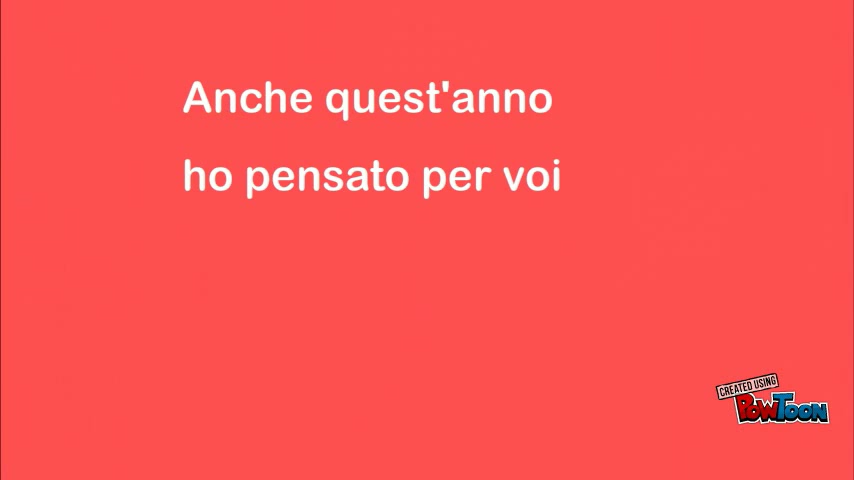 Anche quest'anno
ho pensato per voi
CREATED USING
POWTOON